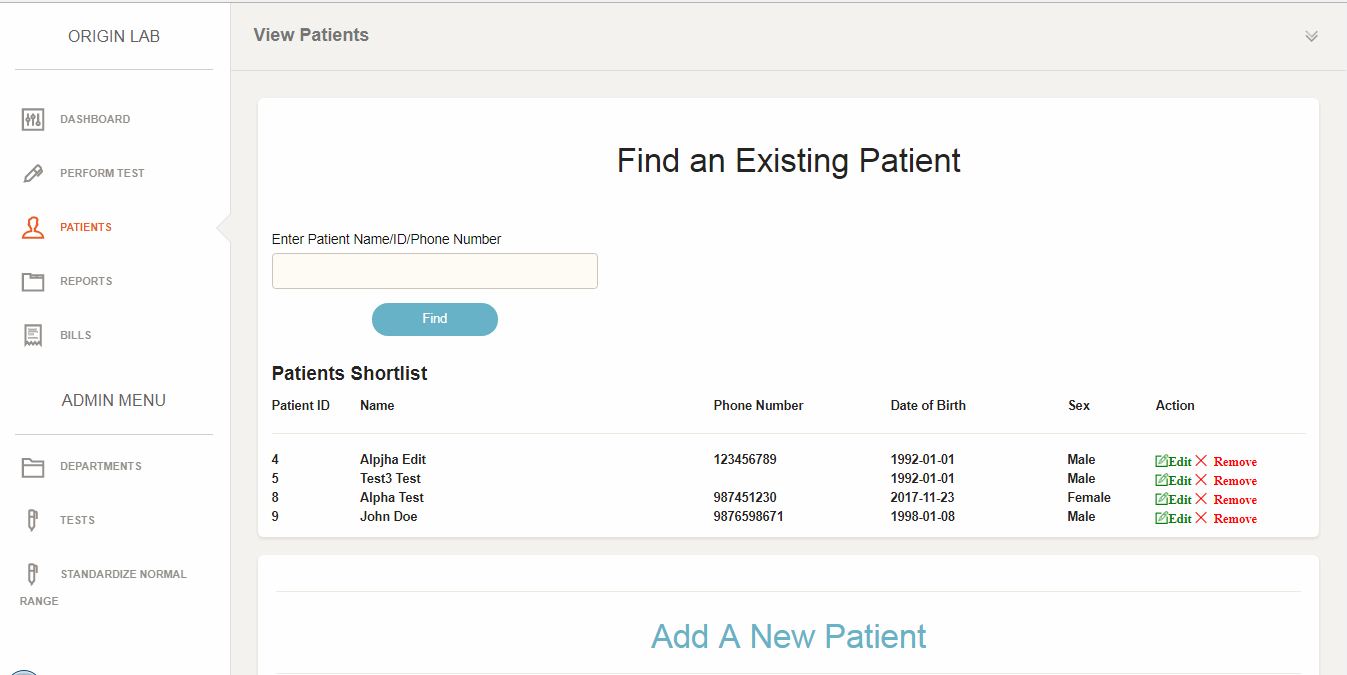 ORIGIN LAB
View Patients
DASHBOARD
PERFORM TEST
PATIENTS
REPORTS
BILLS
ADMIN MENU
DEPARTMENTS
TESTS
STANDARDIZE NORMAL
RANGE
Find an Existing Patient
Enter Patient Name/ID/Phone Number
Find
Patients Shortlist
Patient ID Name Phone Number Date of Birth Sex Action
4 Alpjha Edit 123456789 1992-01-01 Male Edit Remove
5 Test3 Test 1992-01-01 Male Edit Remove
8 Alpha Test 987451230 2017-11-23 Female Edit Remove
9 John Doe 9876598671 1998-01-08 Male Edit Remove
Add A New Patient